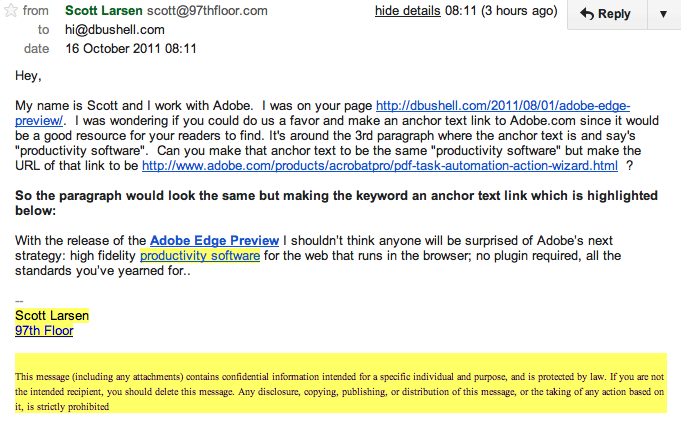 from Scott Larsen scott@97thfloor.com hide details 08:11 (3 hours ago) Reply
to hi@dbushell.com
date 16 October 2011 08:11
Hey,
My name is Scott and I work with Adobe.  I was on your page http://dbushell.com/2011/08/01/adobe-edge-
preview/.  I was wondering if you could do us a favor and make an anchor text link to Adobe.com since it would
be a good resource for your readers to find. It's around the 3rd paragraph where the anchor text is and say's
"productivity software".  Can you make that anchor text to be the same "productivity software" but make the
URL of that link to be http://www.adobe.com/products/acrobatpro/pdf-task-automation-action-wizard.html  ?
So the paragraph would look the same but making the keyword an anchor text link which is highlighted
below:
With the release of the Adobe Edge Preview I shouldn't think anyone will be surprised of Adobe's next
strategy: high fidelity productivity software for the web that runs in the browser; no plugin required, all the
standards you've yearned for..
--
Scott Larsen
97th Floor
This message (including any attachments) contains confidential information intended for a specific individual and purpose, and is protected by law. If you are not
the intended recipient, you should delete this message. Any disclosure, copying, publishing, or distribution of this message, or the taking of any action based on
it, is strictly prohibited